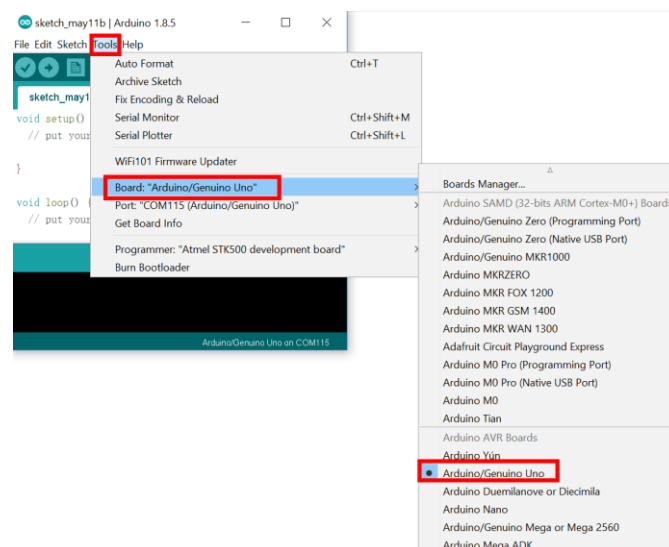 sketch_may11b | Arduino 1.8.5
File Edit Sketch Tools Help
sketch_may1
void setup()
// put your
}
void loop() {
// put your
Auto Format Ctrl+T
Archive Sketch
Fix Encoding & Reload
Serial Monitor Ctrl+Shift+M
Serial Plotter Ctrl+Shift+L
WiFi101 Firmware Updater
Board: "Arduino/Genuino Uno"
Port: "COM115 (Arduino/Genuino Uno)"
Get Board Info
Programmer: "Atmel STK500 development board"
Burn Bootloader
Arduino/Genuino Uno on COM115
Boards Manager...
Arduino SAMD (32-bits ARM Cortex-M0+) Boards
Arduino/Genuino Zero (Programming Port)
Arduino/Genuino Zero (Native USB Port)
Arduino/Genuino MKR1000
Arduino MKRZERO
Arduino MKR FOX 1200
Arduino MKR GSM 1400
Arduino MKR WAN 1300
Adafruit Circuit Playground Express
Arduino M0 Pro (Programming Port)
Arduino M0 Pro (Native USB Port)
Arduino M0
Arduino Tian
Arduino AVR Boards
Arduino Yún
Arduino/Genuino Uno
Arduino Duemilanove or Diecimila
Arduino Nano
Arduino/Genuino Mega or Mega 2560
Arduino Mega ADK